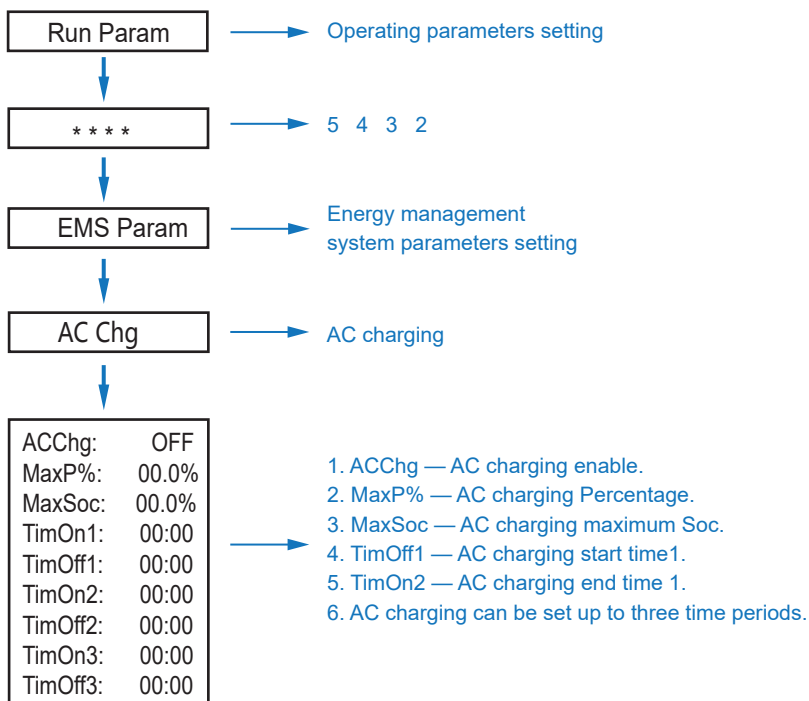 Run Param
Operating parameters setting
* * * *
5 4 3 2
EMS Param
Energy management
system parameters setting
AC Chg
AC charging
ACChg: OFF
MaxP%: 00.0%
MaxSoc: 00.0%
TimOn1: 00:00
TimOff1: 00:00
TimOn2: 00:00
TimOff2: 00:00
TimOn3: 00:00
TimOff3: 00:00
1. ACChg — AC charging enable.
2. MaxP% — AC charging Percentage.
3. MaxSoc — AC charging maximum Soc.
4. TimOff1 — AC charging start time1.
5. TimOn2 — AC charging end time 1.
6. AC charging can be set up to three time periods.